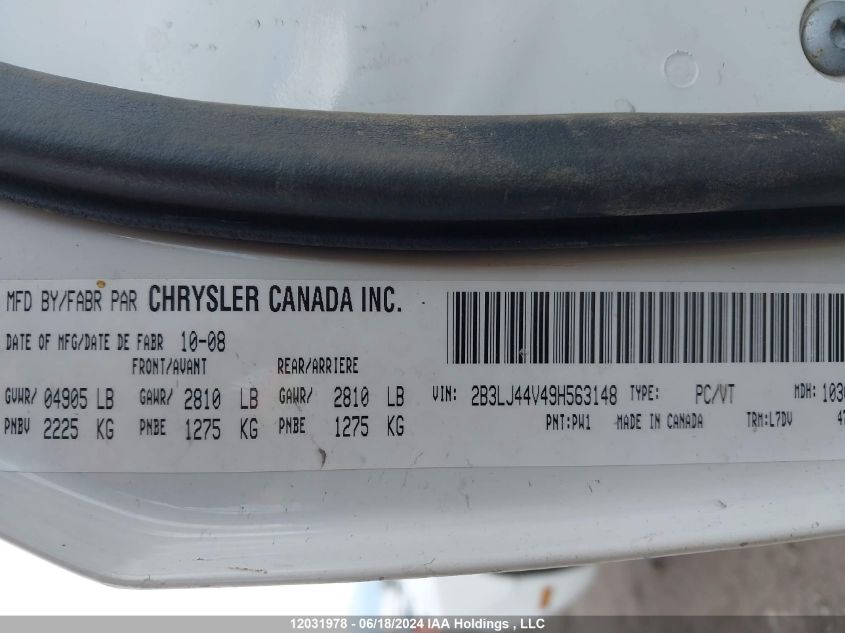 MFD BY/FABR PAR CHRYSLER CANADA INC.
DATE OF MFG/DATE DE FABR 10-08
FRONT/AVANT REAR/ARRIERE
GVWR/ 04905 LB GAWR/ 2810 LB GAWR/ 2810 LB
PNBV 2225 KG PNBE 1275 KG PNBE 1275 KG
VIN: 2B3LJ44V49H563148 TYPE: PC/VT MDH:
PNT:PW1 MADE IN CANADA TRM:L7DV
12031978 - 06/18/2024 IAA Holdings , LLC